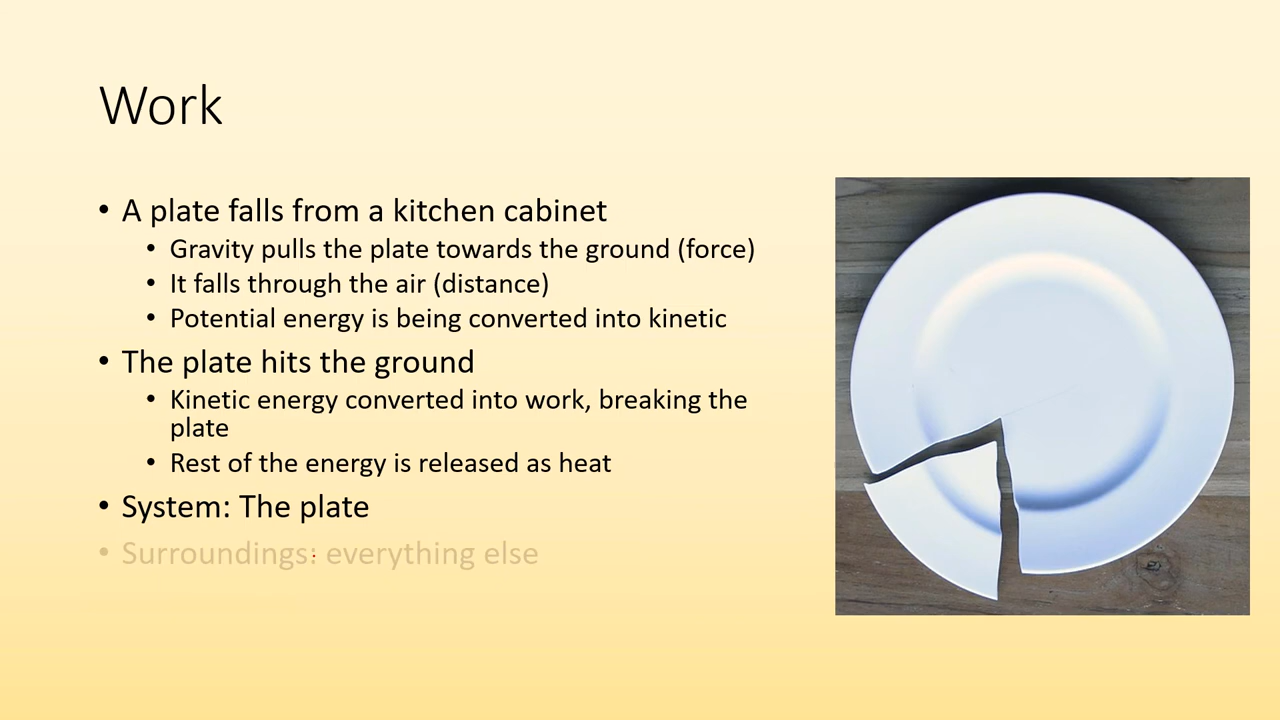 Work
• A plate falls from a kitchen cabinet
• Gravity pulls the plate towards the ground (force)
• It falls through the air (distance)
• Potential energy is being converted into kinetic
• The plate hits the ground
• Kinetic energy converted into work, breaking the
plate
• Rest of the energy is released as heat
• System: The plate
• Surroundings: everything else